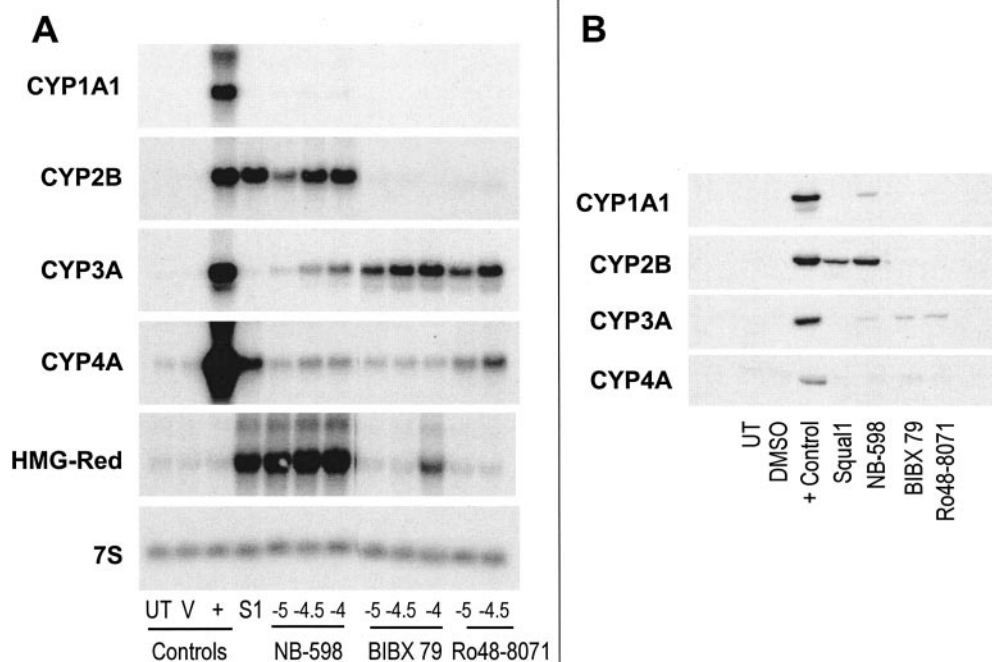 A
CYP1A1
CYP2B
CYP3A
CYP4A
HMG-Red
7S
UT V + S1 -5 -4.5 -4 -5 -4.5 -4 -5 -4.5
Controls NB-598 BIBX 79 Ro48-8071
B
CYP1A1
CYP2B
CYP3A
CYP4A
UT
DMSO
+ Control
Squal1
NB-598
BIBX 79
Ro48-8071